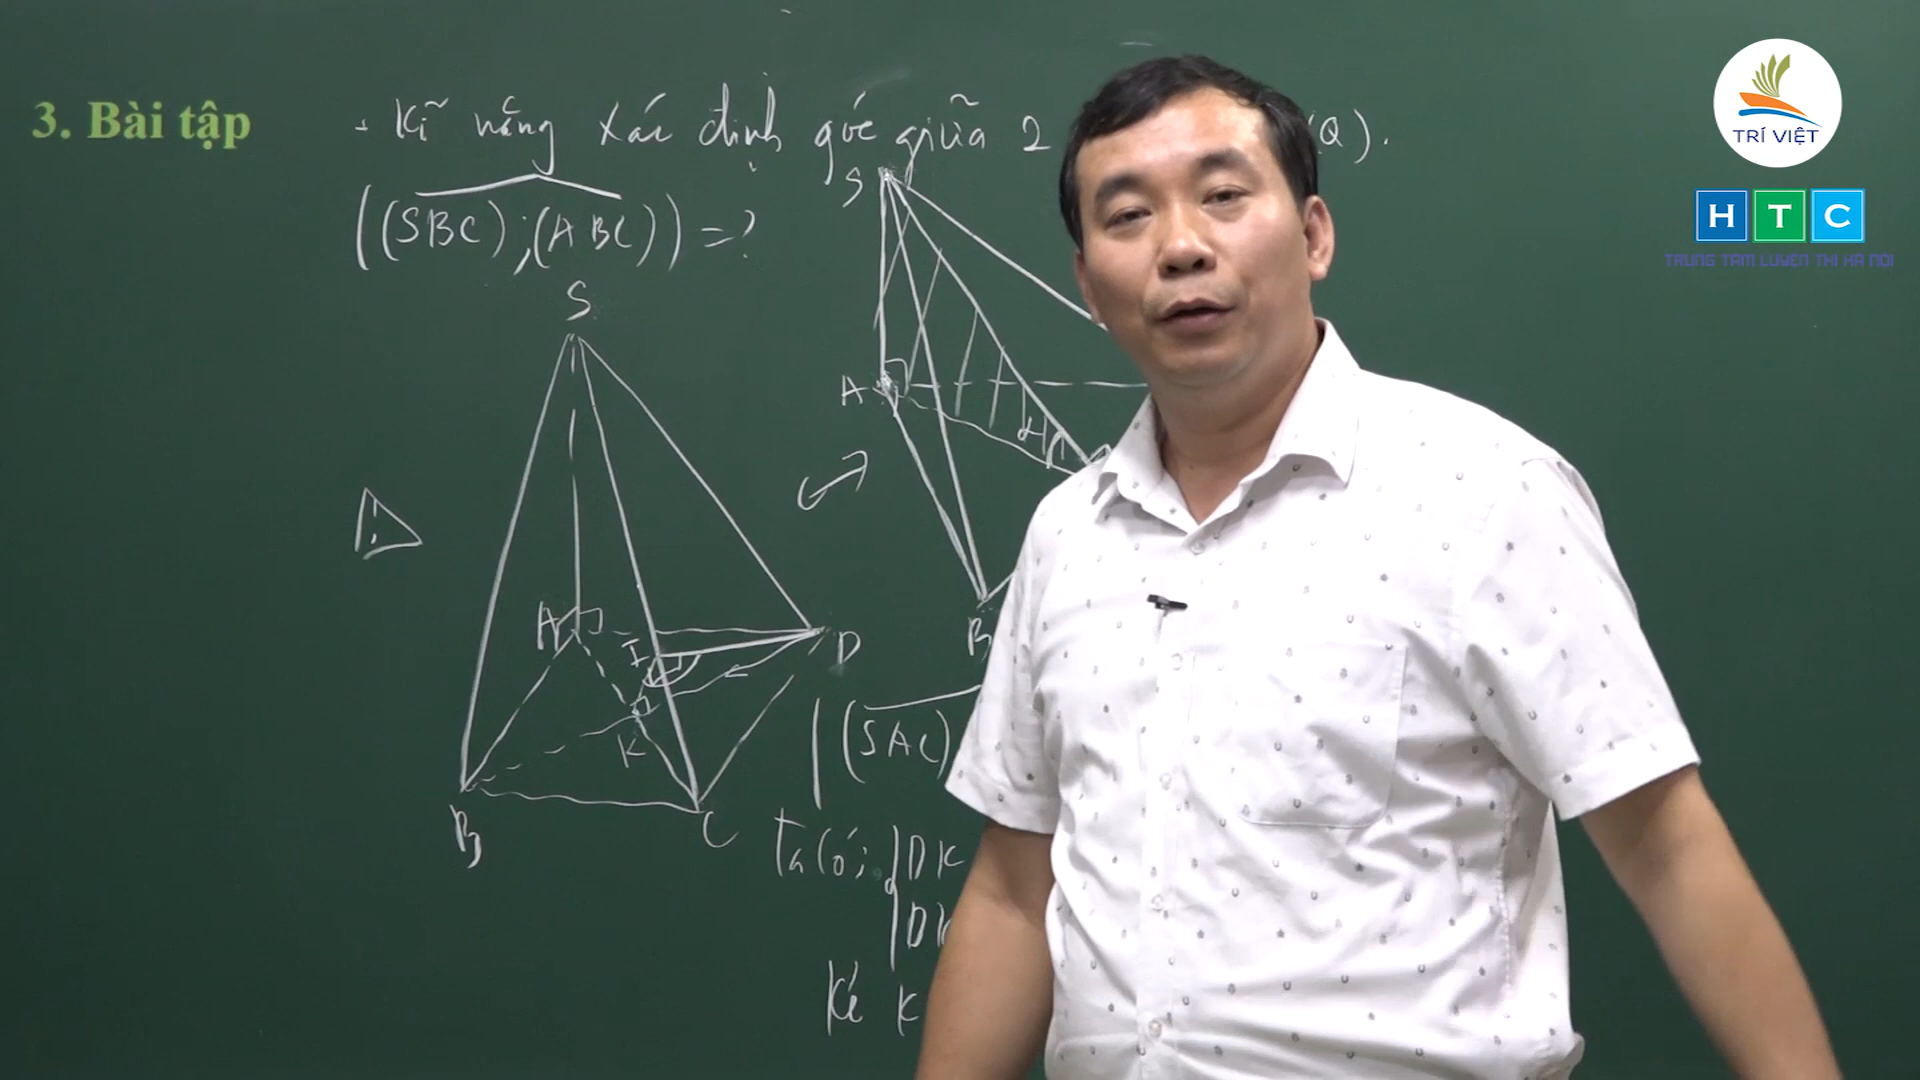 3. Bài tập
- Kĩ năng xác định góc giữa 2 (Q).
((SBC);(ABC)) = ?
S
S
A
A
I
D
K
B
B
C
(SAC)
Ta có: DK
DK
Kẻ K
TRÍ VIỆT
HTC
TRUNG TÂM LUYỆN THI HÀ NỘI